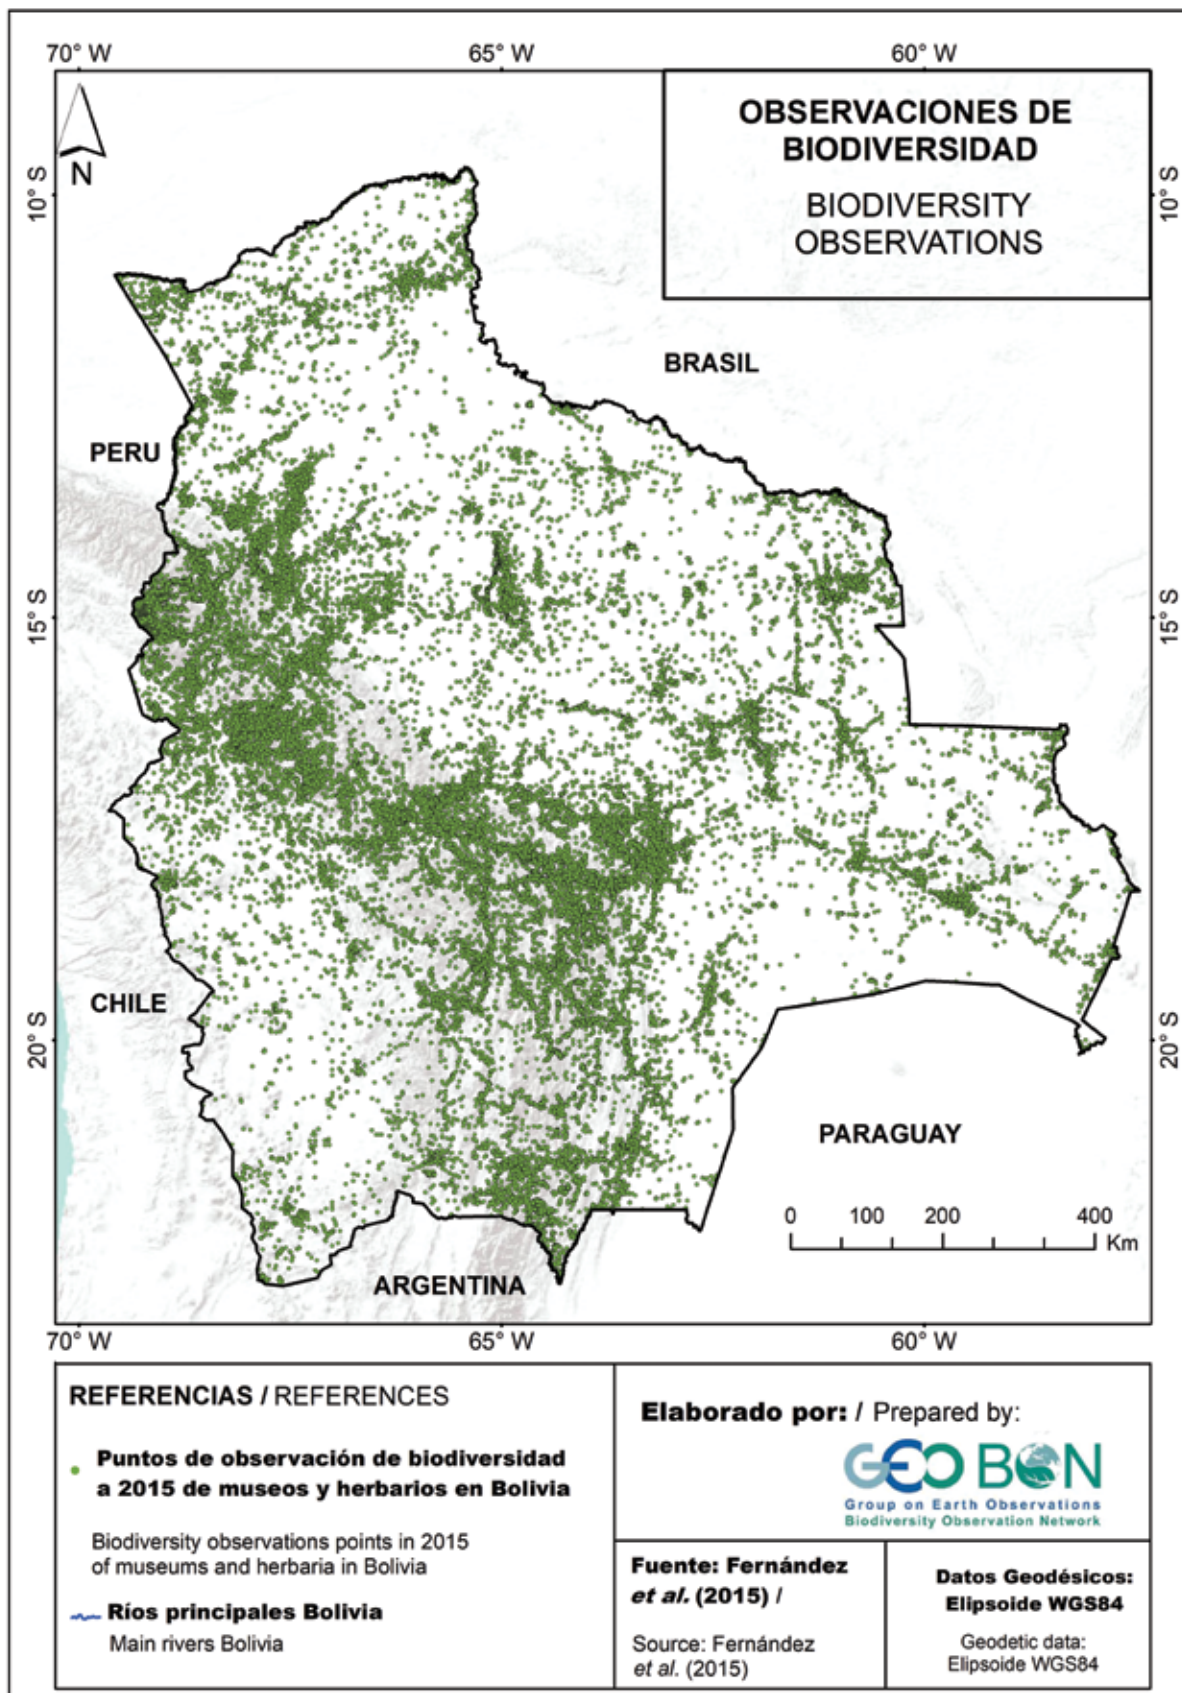 70° W
65° W
60° W
OBSERVACIONES DE
BIODIVERSIDAD
BIODIVERSITY
OBSERVATIONS
N
10° S
10° S
BRASIL
PERU
15° S
15° S
CHILE
20° S
20° S
PARAGUAY
0 100 200 400
Km
ARGENTINA
70° W
65° W
60° W
REFERENCIAS / REFERENCES
Puntos de observación de biodiversidad
a 2015 de museos y herbarios en Bolivia
Biodiversity observations points in 2015
of museums and herbaria in Bolivia
Ríos principales Bolivia
Main rivers Bolivia
Elaborado por: / Prepared by:
GEO BON
Group on Earth Observations
Biodiversity Observation Network
Fuente: Fernández
et al. (2015) /
Source: Fernández
et al. (2015)
Datos Geodésicos:
Elipsoide WGS84
Geodetic data:
Elipsoide WGS84